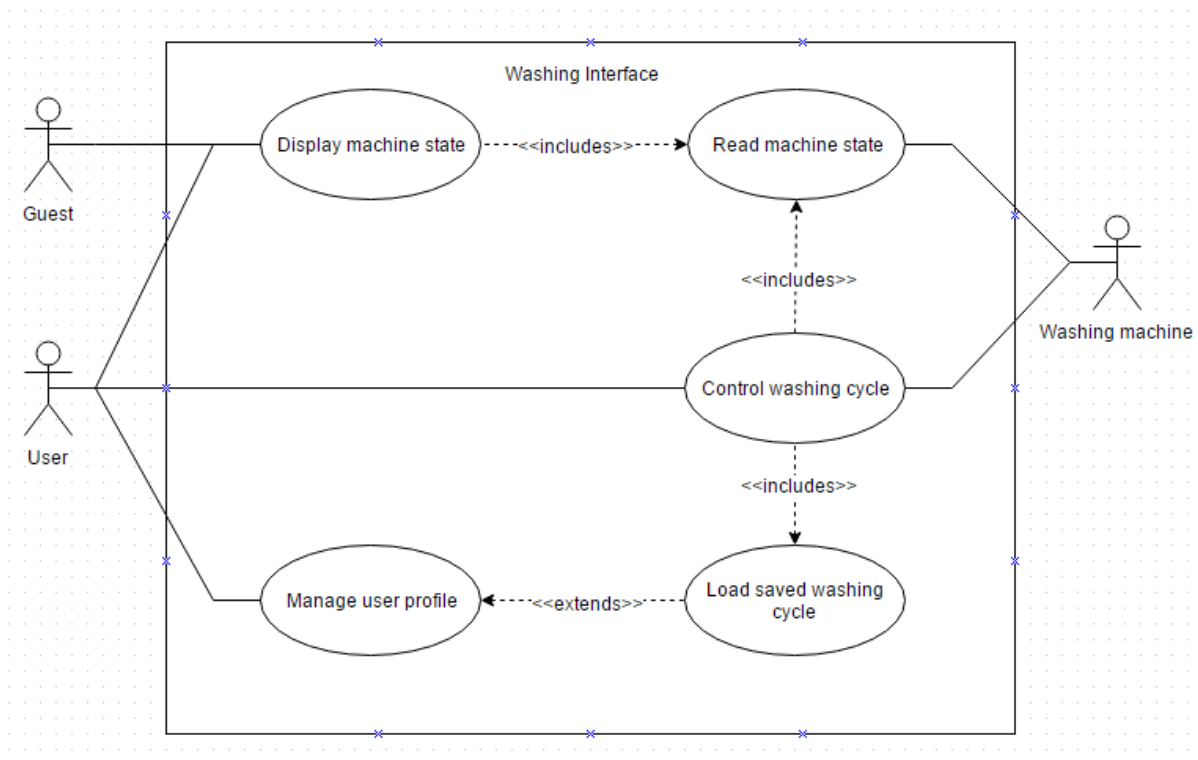 Washing Interface
Display machine state
<<includes>>
Read machine state
Guest
<<includes>>
Washing machine
Control washing cycle
User
<<includes>>
Manage user profile
<<extends>>
Load saved washing
cycle